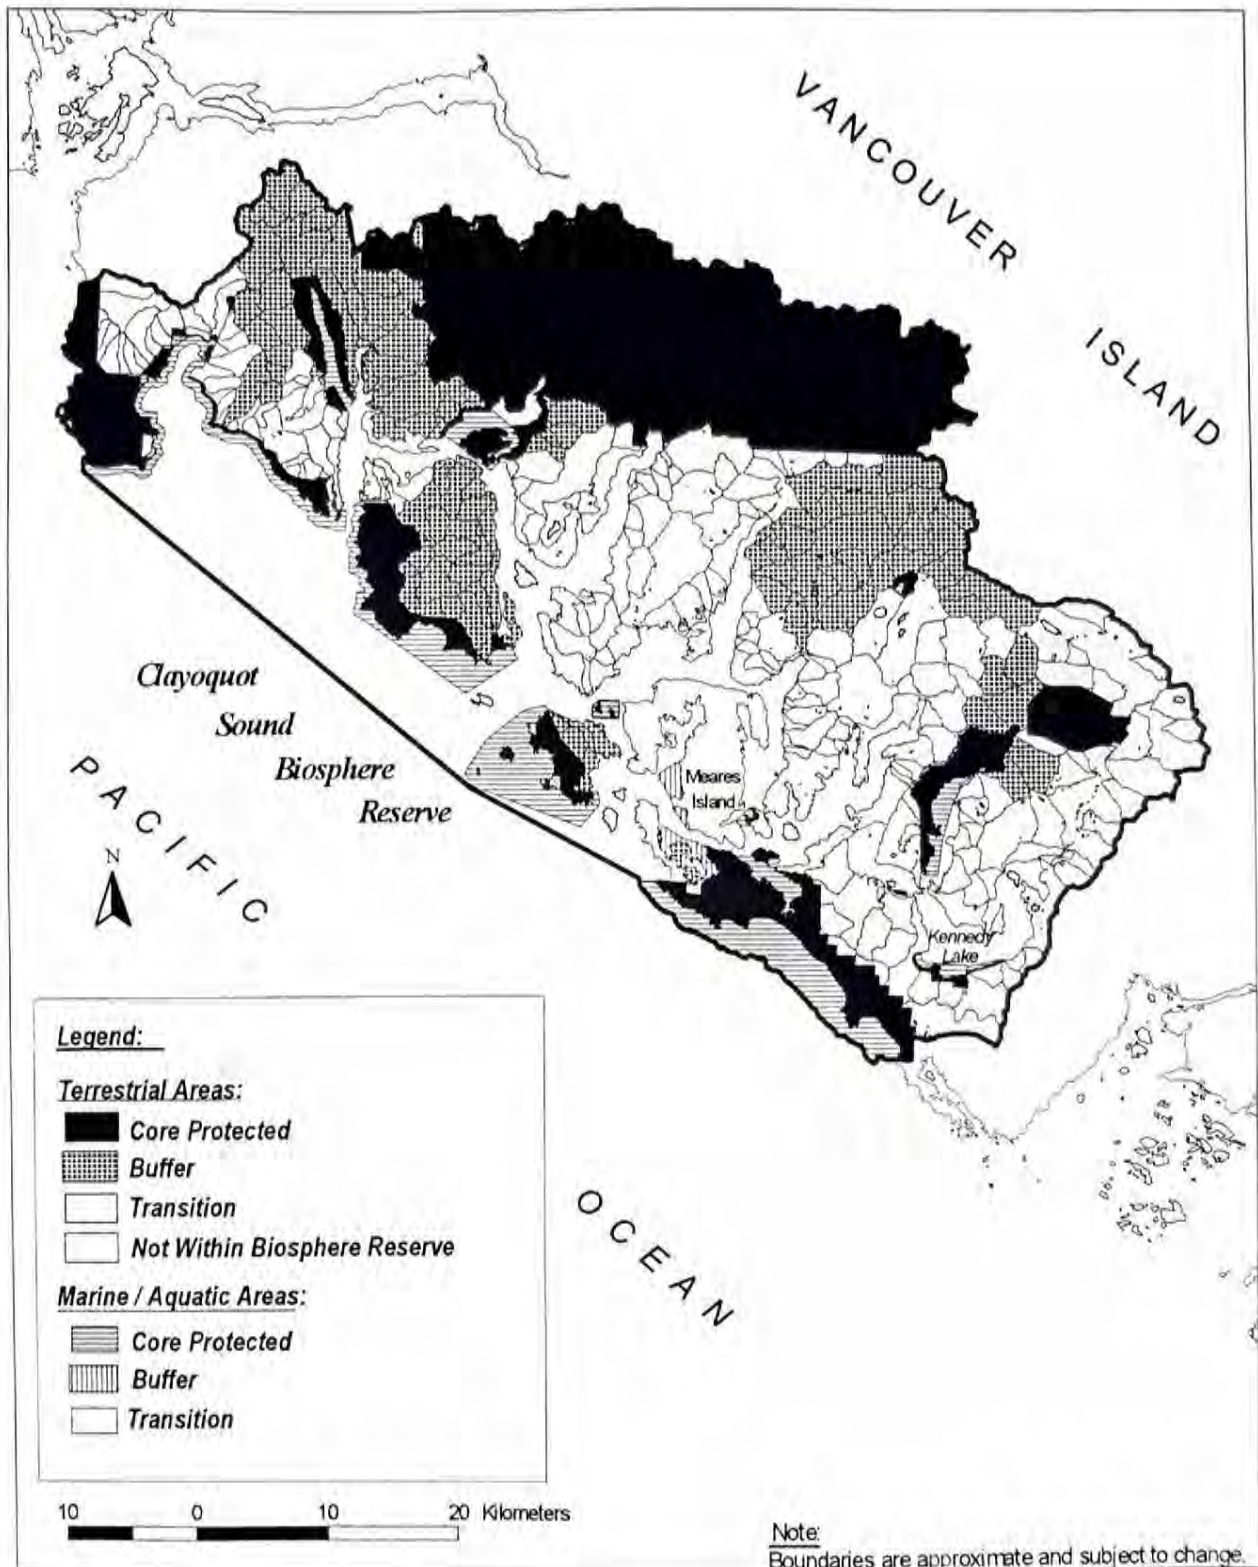 VANCOUVER
ISLAND
Clayoquot
Sound
Biosphere
Reserve
PACIFIC
N
Meares
Island
Kennedy
Lake
Legend:
Terrestrial Areas:
Core Protected
Buffer
Transition
Not Within Biosphere Reserve
Marine / Aquatic Areas:
Core Protected
Buffer
Transition
OCEAN
10 0 10 20 Kilometers
Note:
Boundaries are approximate and subject to change